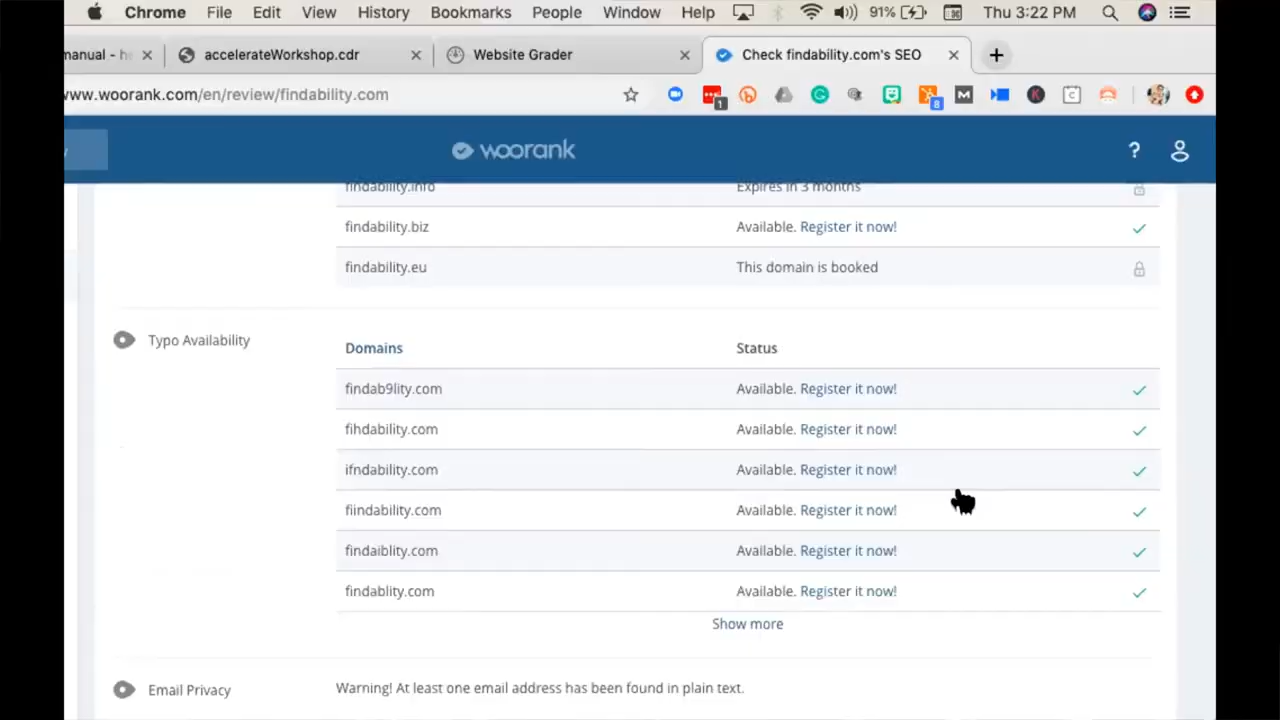 Chrome File Edit View History Bookmarks People Window Help 91% Thu 3:22 PM
manual - h accelerateWorkshop.cdr Website Grader Check findability.com's SEO
www.woorank.com/en/review/findability.com 1 8
woorank ?
findability.info Expires in 3 months
findability.biz Available. Register it now!
findability.eu This domain is booked
Typo Availability Domains Status
findab9lity.com Available. Register it now!
fihdability.com Available. Register it now!
ifndability.com Available. Register it now!
fiindability.com Available. Register it now!
findaiblity.com Available. Register it now!
findablity.com Available. Register it now!
Show more
Email Privacy Warning! At least one email address has been found in plain text.